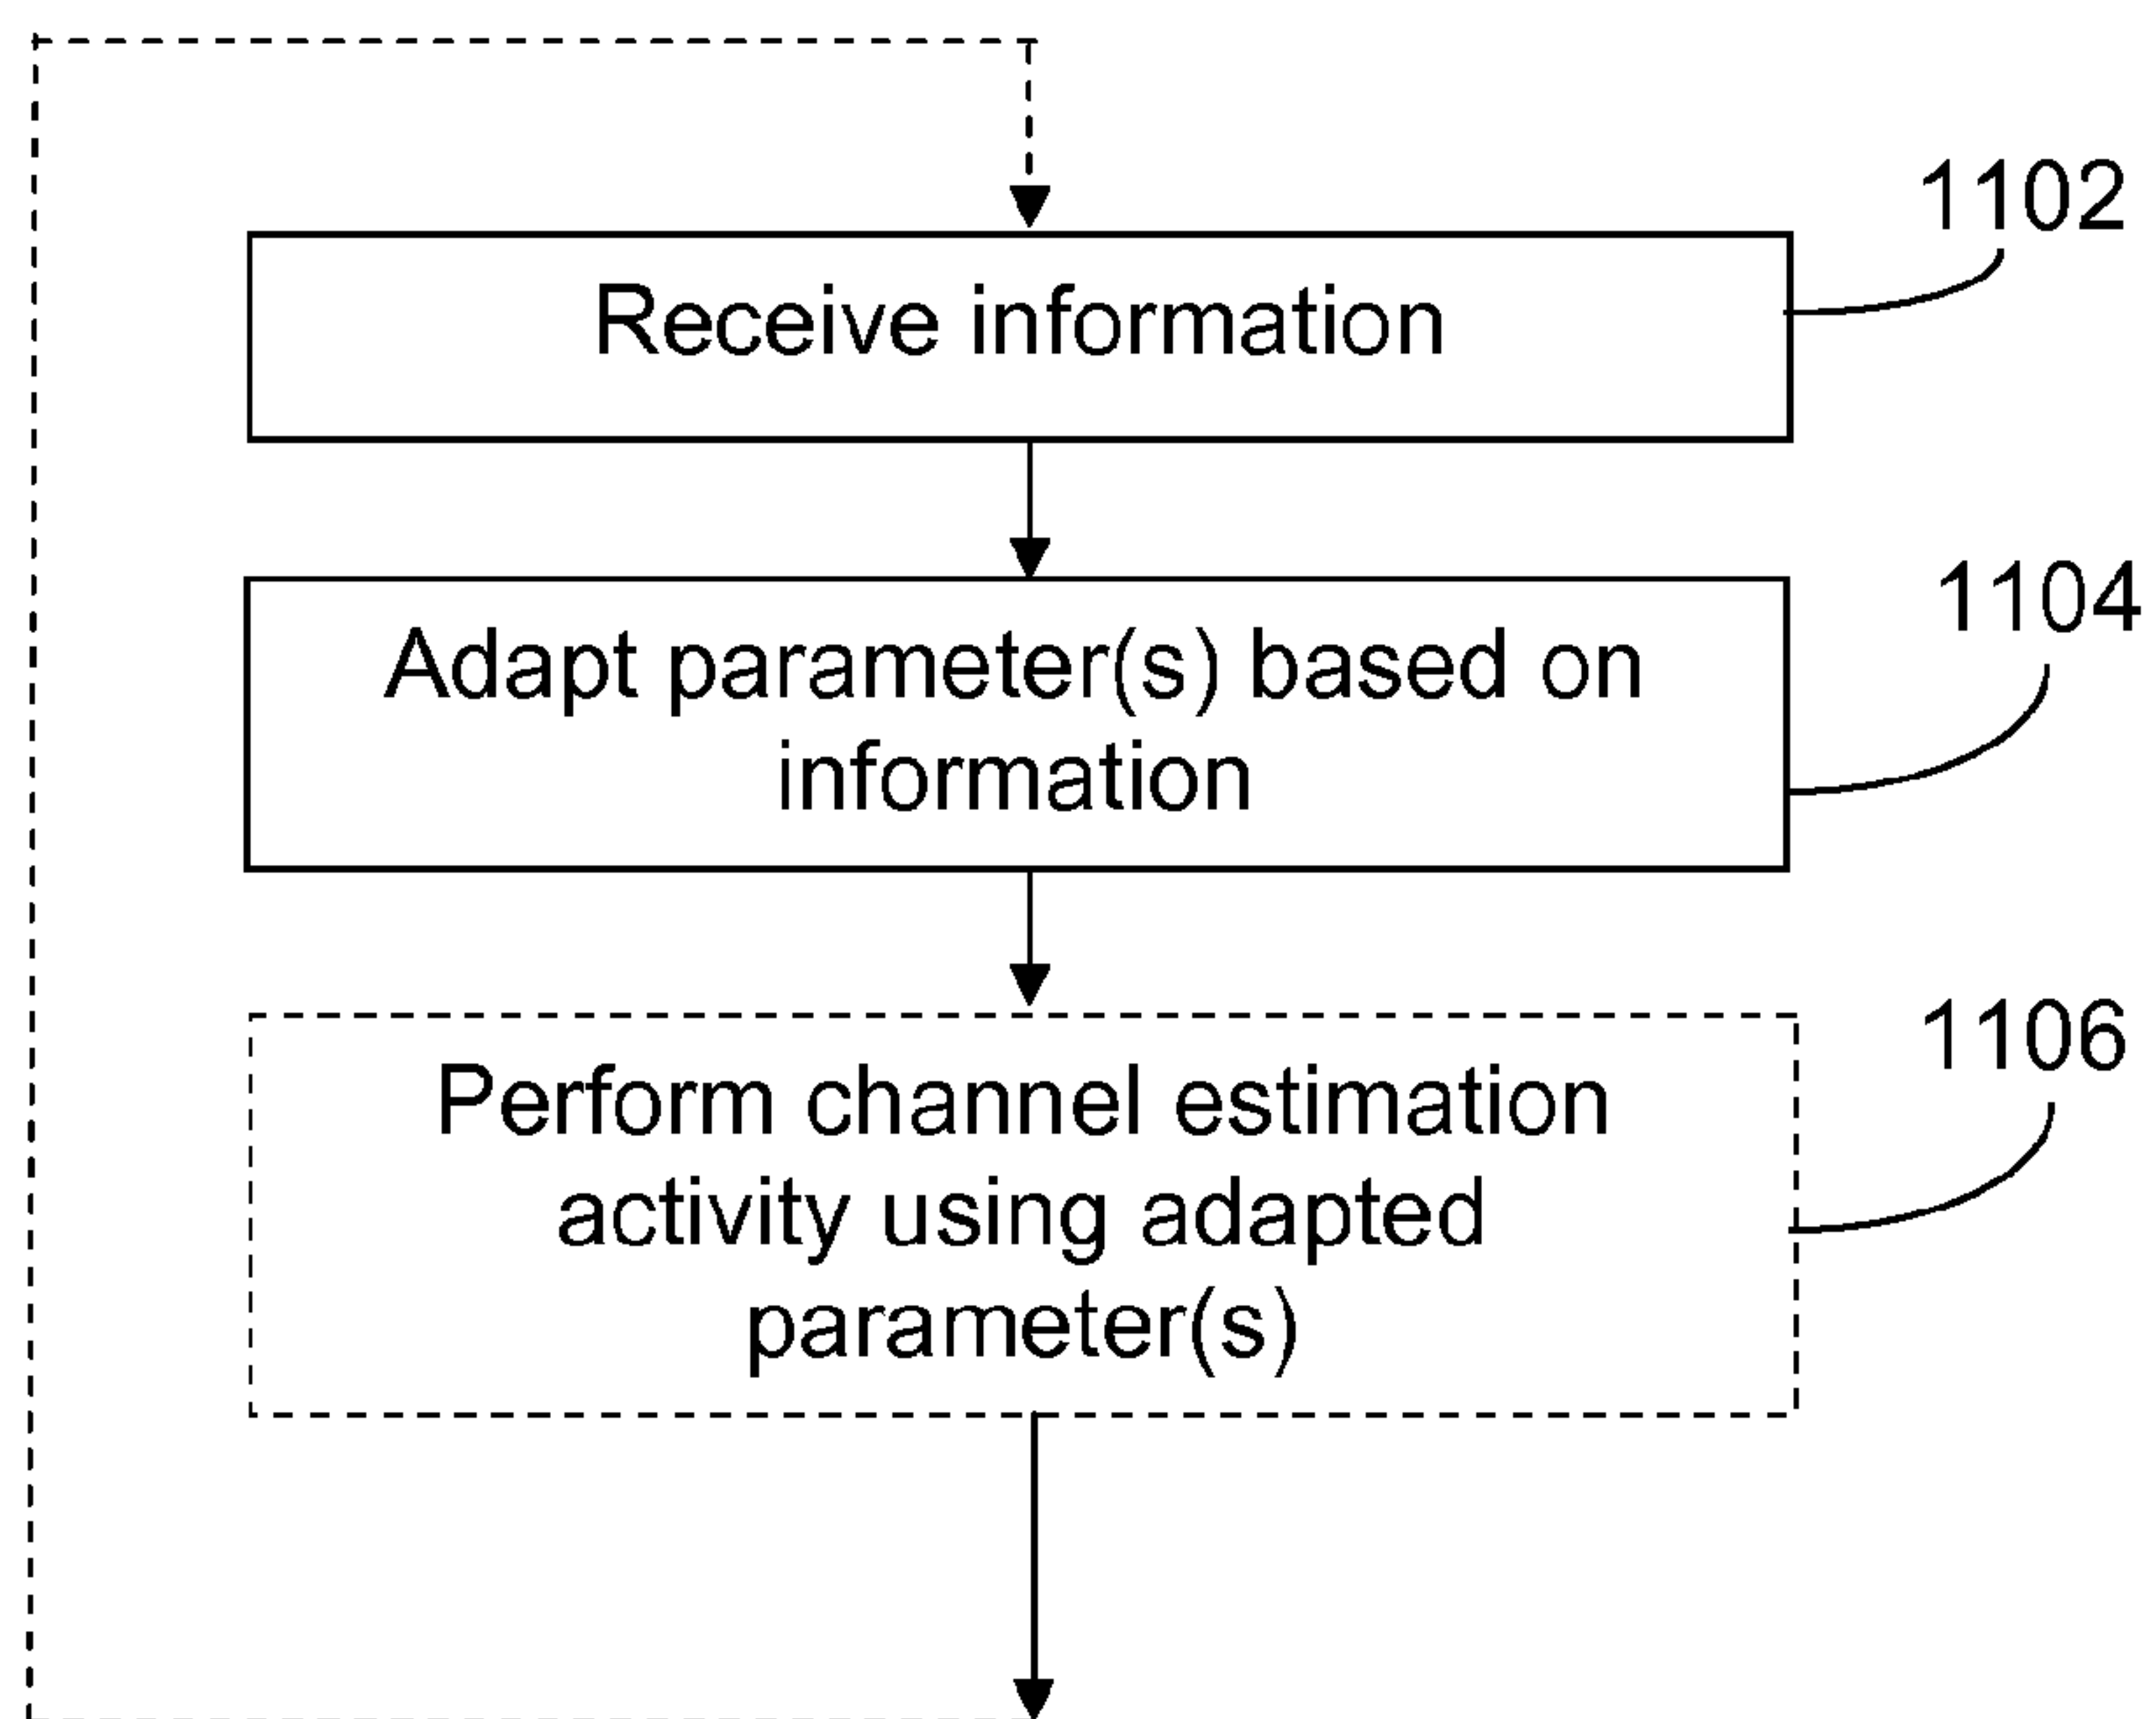 1102
Receive information
1104
Adapt parameter(s) based on
information
1106
Perform channel estimation
activity using adapted
parameter(s)